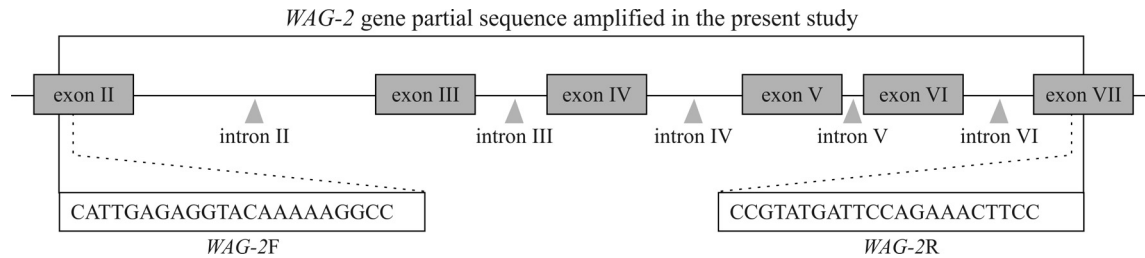 WAG-2 gene partial sequence amplified in the present study
exon II exon III exon IV exon V exon VI exon VII
intron II intron III intron IV intron V intron VI
CATTGAGAGGTACAAAAAGGCC CCGTATGATTCCAGAAACTTCC
WAG-2F WAG-2R